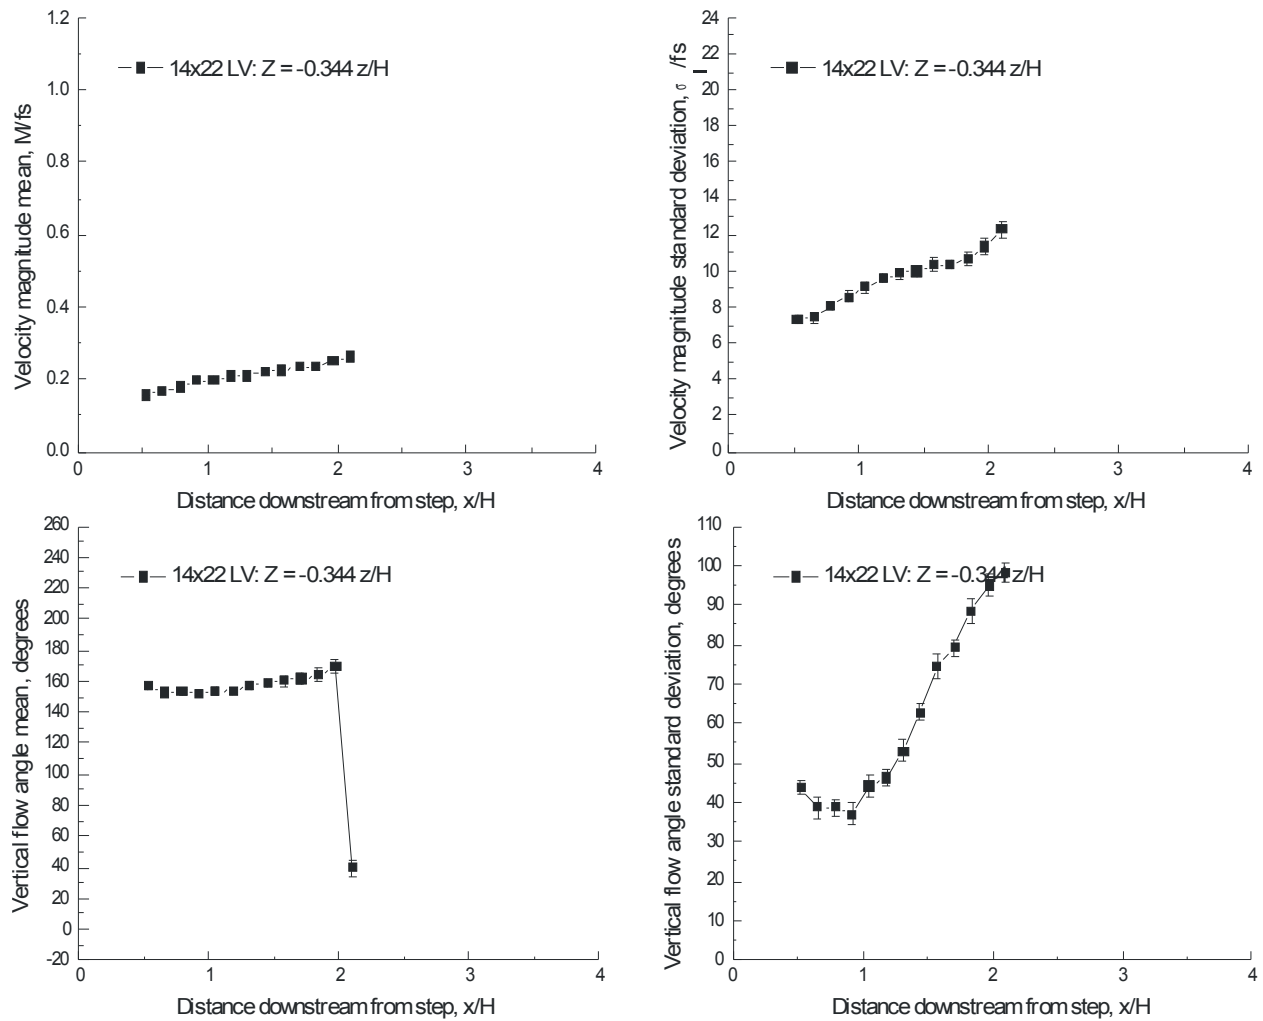 1.2
1.0
0.8
0.6
0.4
0.2
0.0
Velocity magnitude mean, M/fs
14x22 LV: Z = -0.344 z/H
0 1 2 3 4
Distance downstream from step, x/H
24
22
20
18
16
14
12
10
8
6
4
2
0
Velocity magnitude standard deviation, σ /fs
14x22 LV: Z = -0.344 z/H
0 1 2 3 4
Distance downstream from step, x/H
260
240
220
200
180
160
140
120
100
80
60
40
20
0
-20
Vertical flow angle mean, degrees
14x22 LV: Z = -0.344 z/H
0 1 2 3 4
Distance downstream from step, x/H
110
100
90
80
70
60
50
40
30
20
10
0
Vertical flow angle standard deviation, degrees
14x22 LV: Z = -0.344 z/H
0 1 2 3 4
Distance downstream from step, x/H